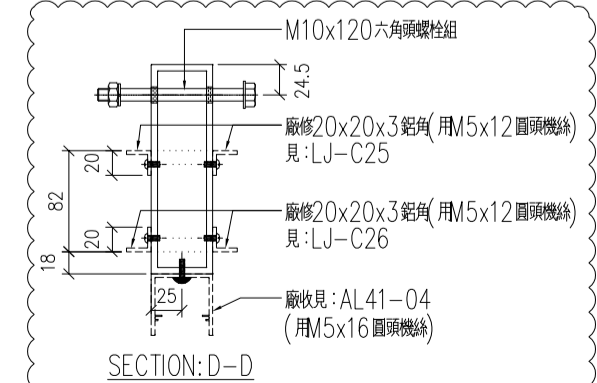 M10x120六角頭螺栓組
24.5
廠修20x20x3鋁角(用M5x12圓頭機絲)
見:LJ-C25
20
82
廠修20x20x3鋁角(用M5x12圓頭機絲)
見:LJ-C26
20
18
25
廠收見:AL41-04
(用M5x16圓頭機絲)
SECTION:D-D